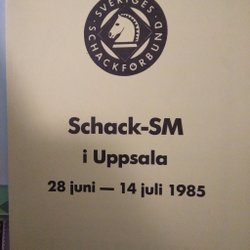 SVERIGES
SCHACKFÖRBUND
Schack-SM
i Uppsala
28 juni — 14 juli 1985